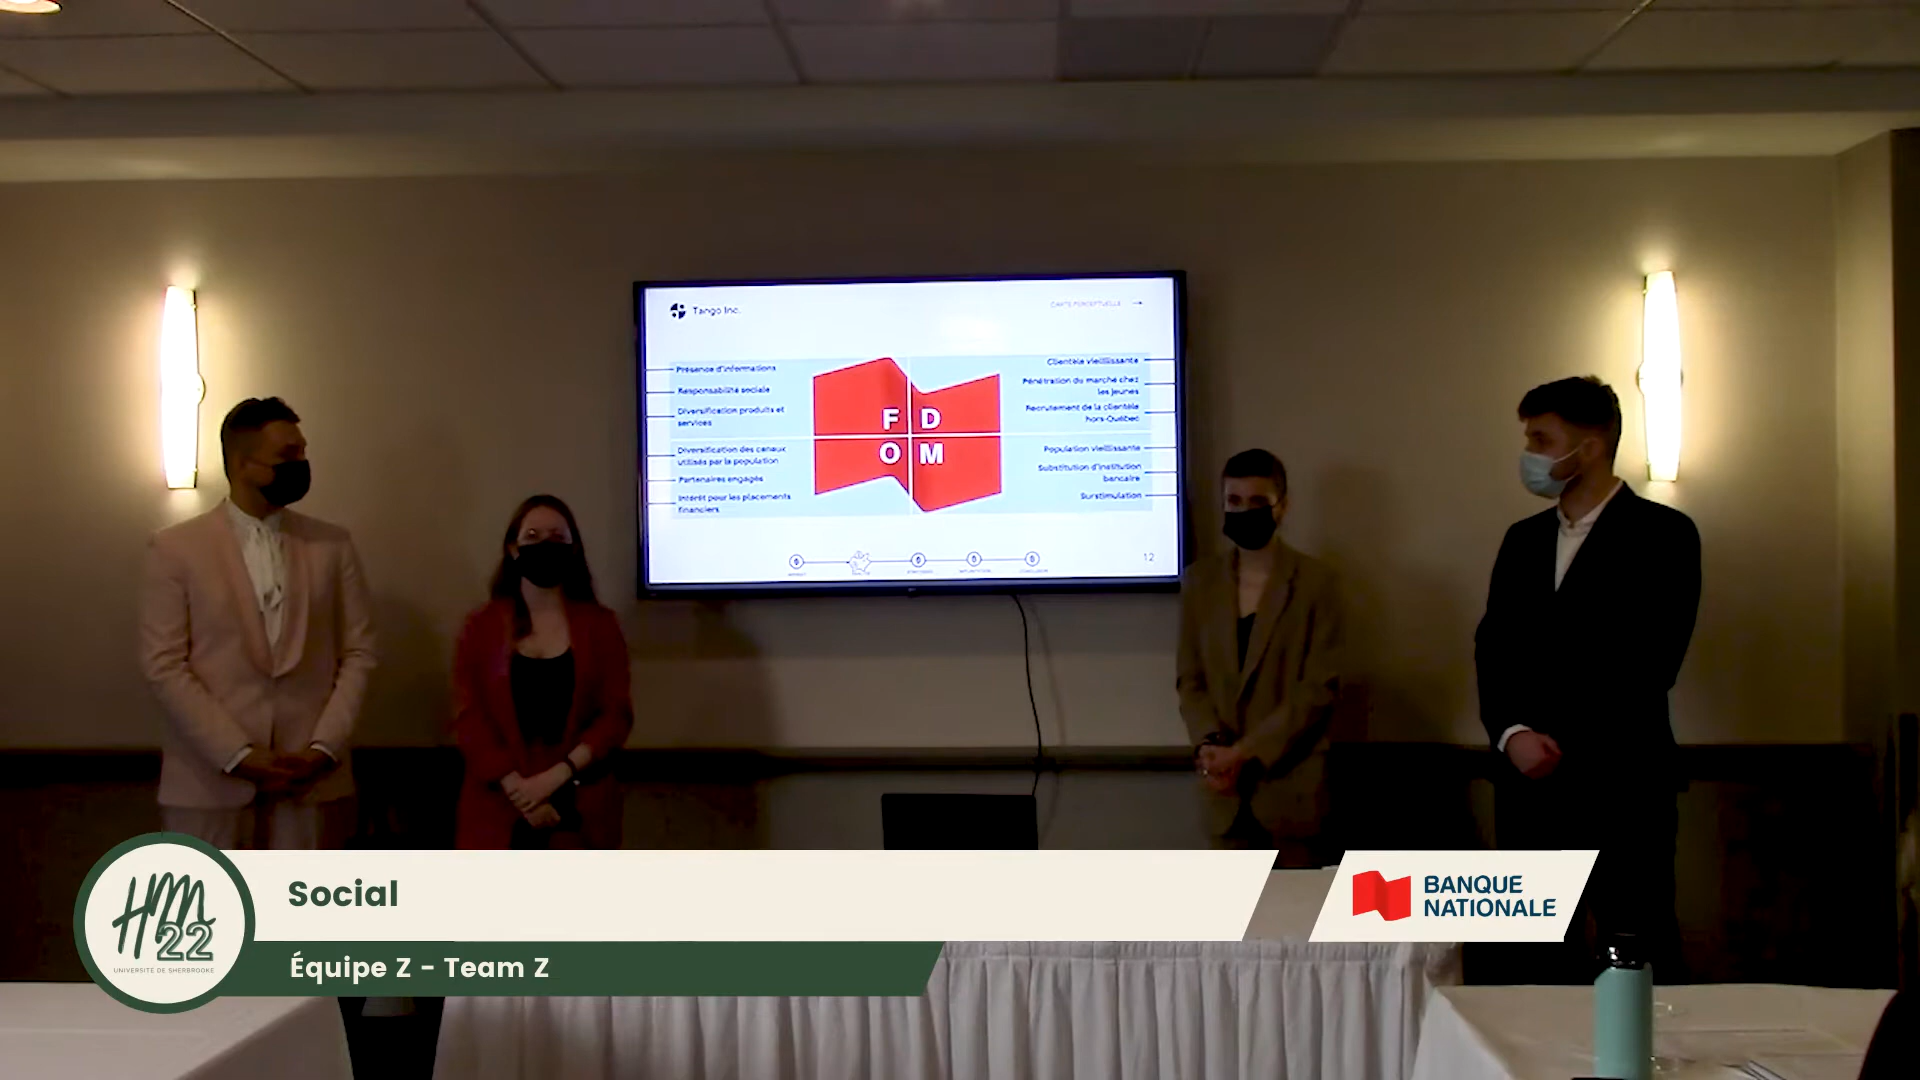 Tango Inc.
CARTE PERCEPTUELLE →
Présence d'informations
Responsabilité sociale
Diversification produits et
services
Diversification des canaux
utilisés par la population
Partenaires engagés
Intérêt pour les placements
financiers
F D
O M
Clientèle vieillissante
Pénétration du marché chez
les jeunes
Recrutement de la clientèle
hors-Québec
Population vieillissante
Substitution d'institution
bancaire
Surstimulation
12
HM
22
UNIVERSITÉ DE SHERBROOKE
Social
Équipe Z - Team Z
BANQUE
NATIONALE